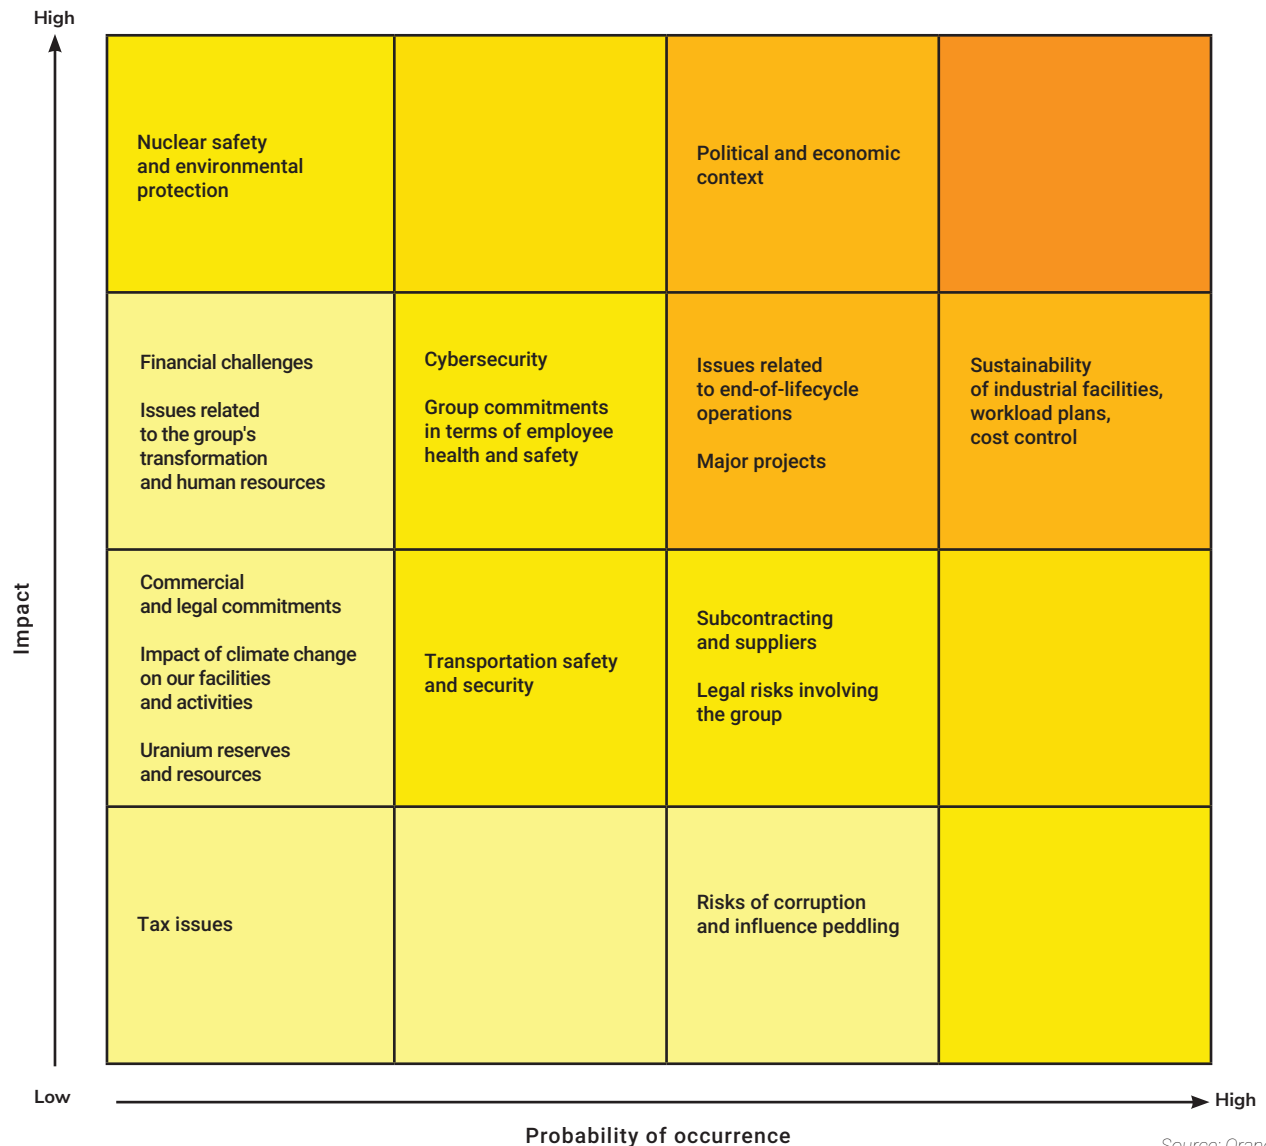 High
Nuclear safety
and environmental
protection
Political and economic
context
Financial challenges
Issues related
to the group's
transformation
and human resources
Cybersecurity
Group commitments
in terms of employee
health and safety
Issues related
to end-of-lifecycle
operations
Major projects
Sustainability
of industrial facilities,
workload plans,
cost control
Impact
Commercial
and legal commitments
Impact of climate change
on our facilities
and activities
Uranium reserves
and resources
Transportation safety
and security
Subcontracting
and suppliers
Legal risks involving
the group
Tax issues
Risks of corruption
and influence peddling
Low
High
Probability of occurrence
Source: